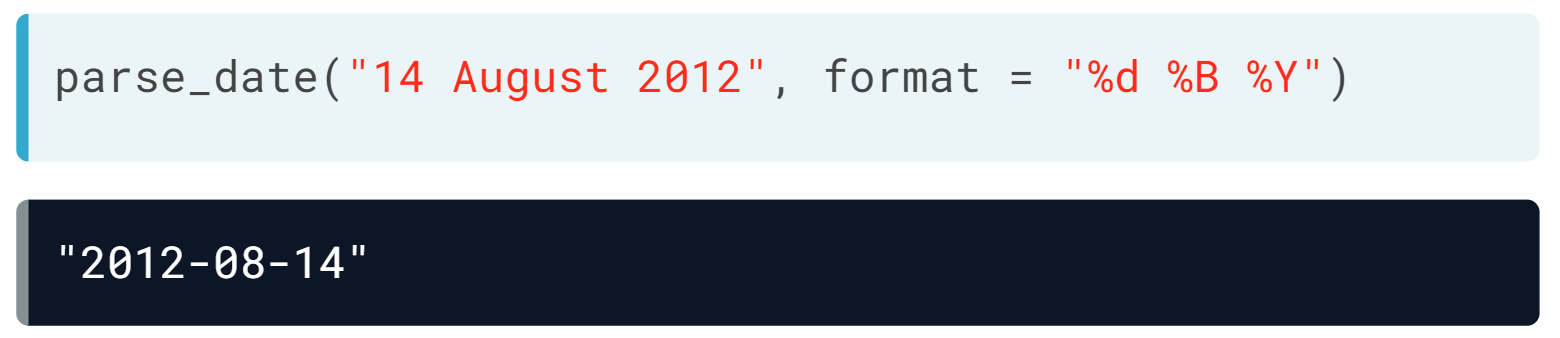 parse_date("14 August 2012", format = "%d %B %Y")
"2012-08-14"